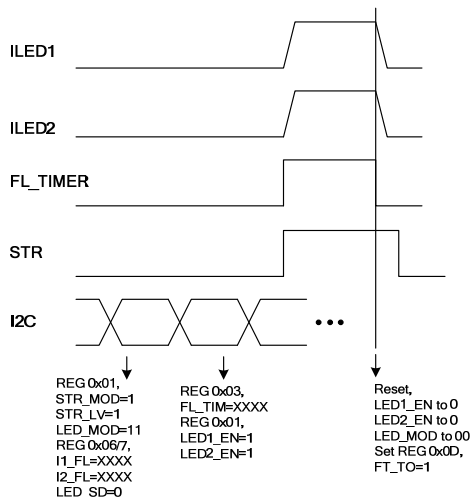 ILED1
ILED2
FL_TIMER
STR
I2C
REG 0x01,
STR_MOD=1
STR_LV=1
LED_MOD=11
REG 0x06/7,
I1_FL=XXXX
I2_FL=XXXX
LED_SD=0
REG 0x03,
FL_TIM=XXXX
REG 0x01,
LED1_EN=1
LED2_EN=1
Reset,
LED1_EN to 0
LED2_EN to 0
LED_MOD to 00
Set REG 0x0D,
FT_TO=1